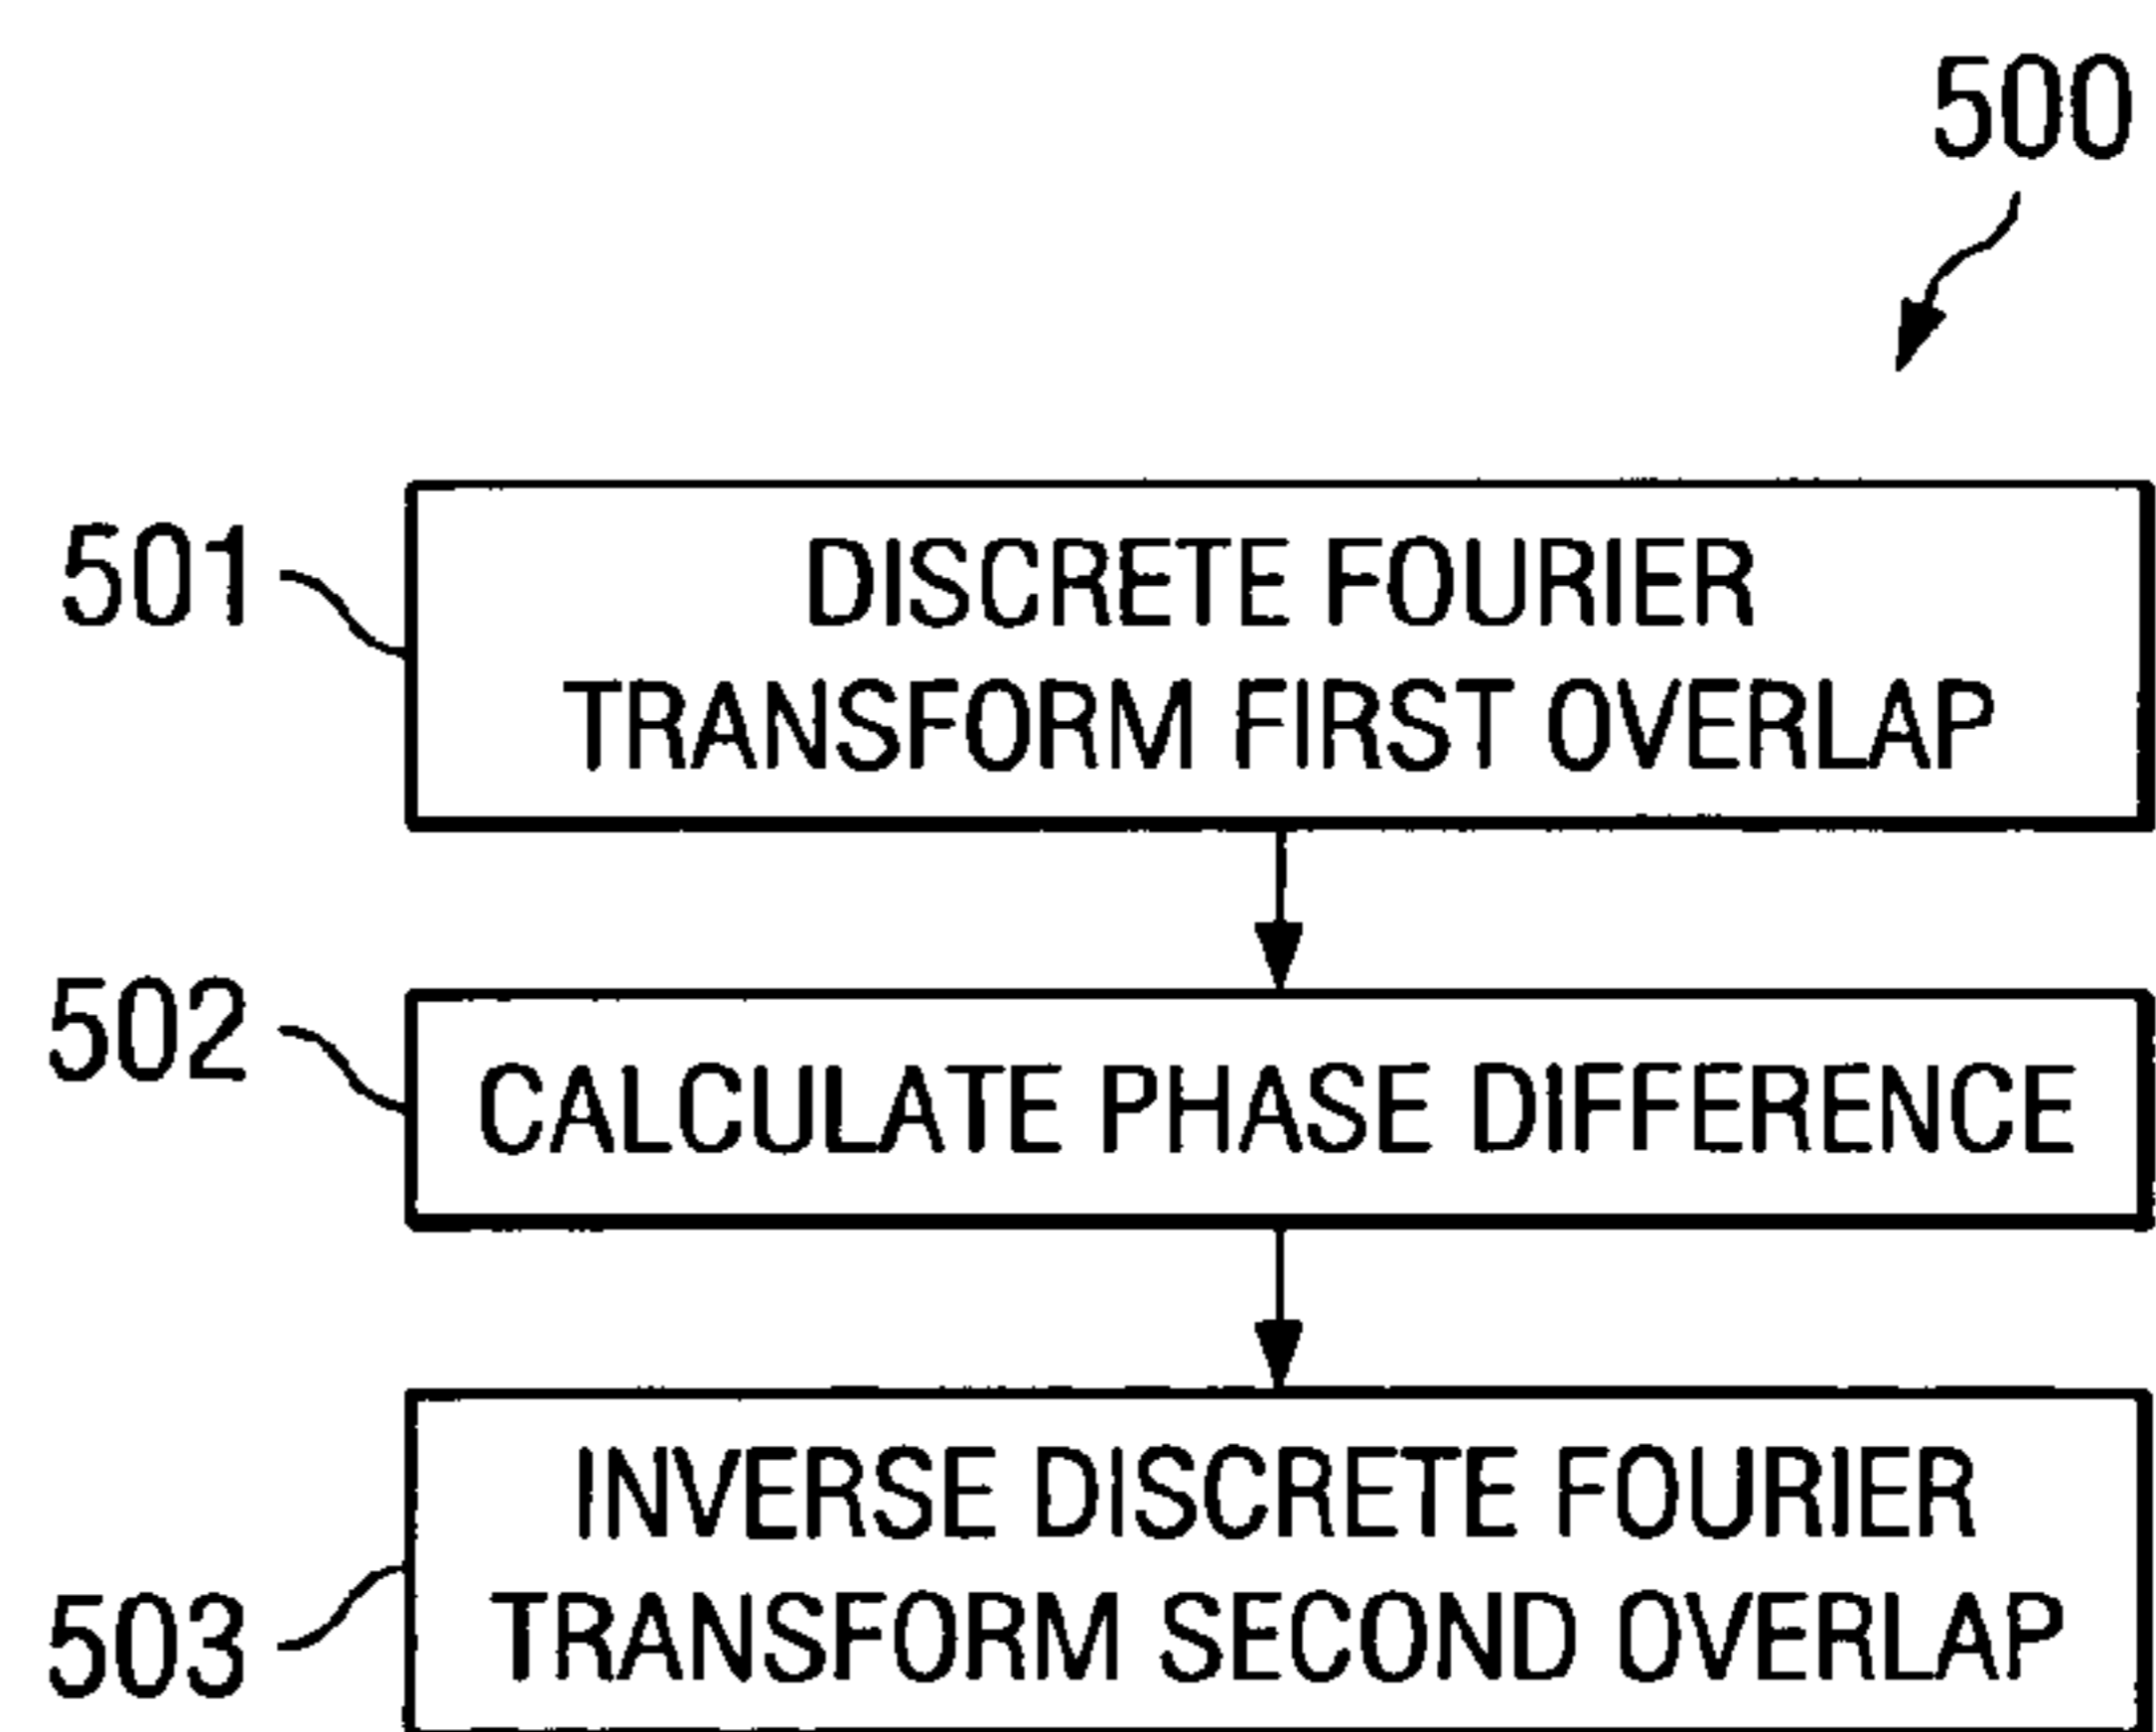 500
501
DISCRETE FOURIER
TRANSFORM FIRST OVERLAP
502
CALCULATE PHASE DIFFERENCE
INVERSE DISCRETE FOURIER
503
TRANSFORM SECOND OVERLAP